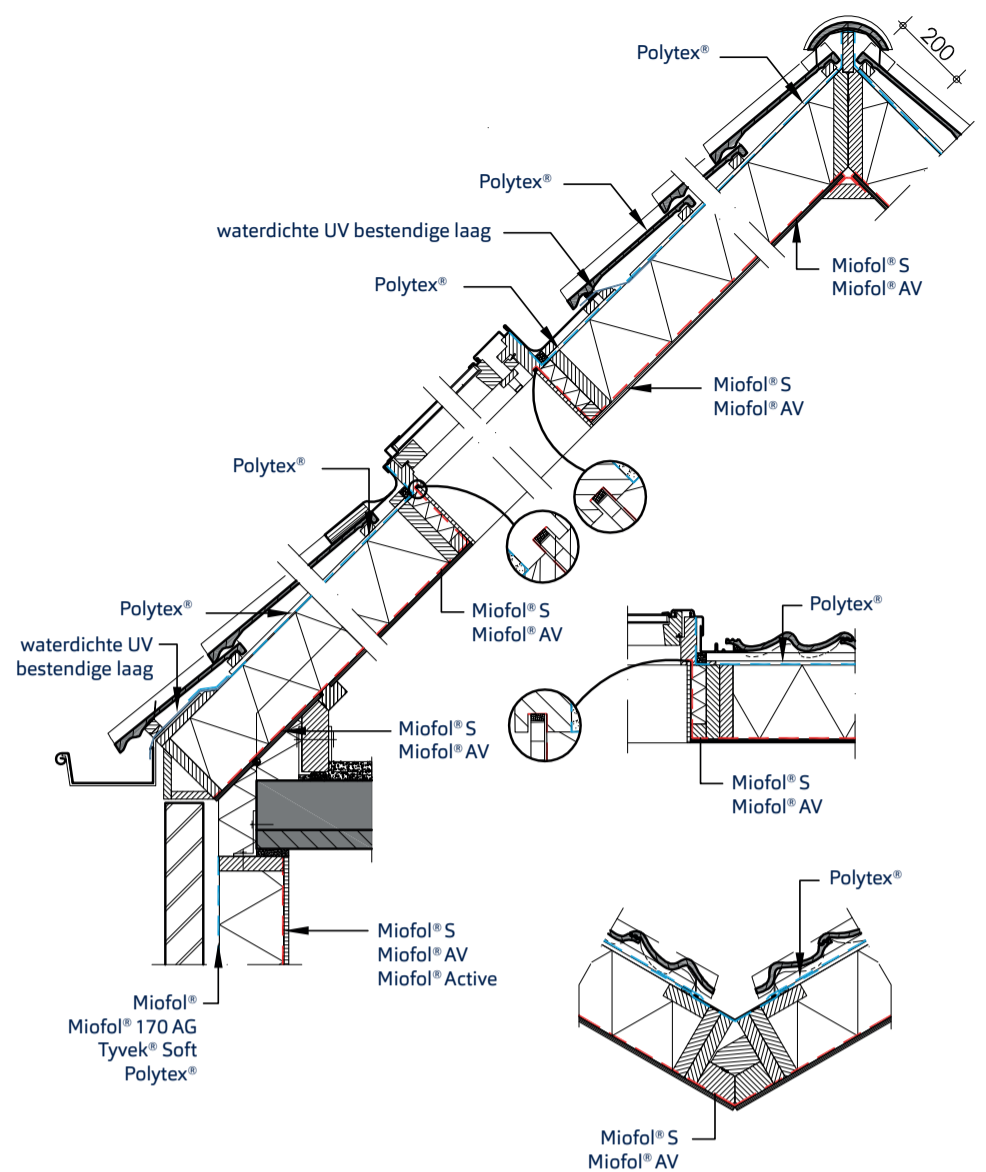 Polytex®
200
Polytex®
waterdichte UV bestendige laag
Polytex®
Miofol® S
Miofol® AV
Miofol® S
Miofol® AV
Polytex®
Polytex®
waterdichte UV
bestendige laag
Miofol® S
Miofol® AV
Polytex®
Miofol® S
Miofol® AV
Miofol® S
Miofol® AV
Polytex®
Miofol® S
Miofol® AV
Miofol® Active
Miofol®
Miofol® 170 AG
Tyvek® Soft
Polytex®
Miofol® S
Miofol® AV